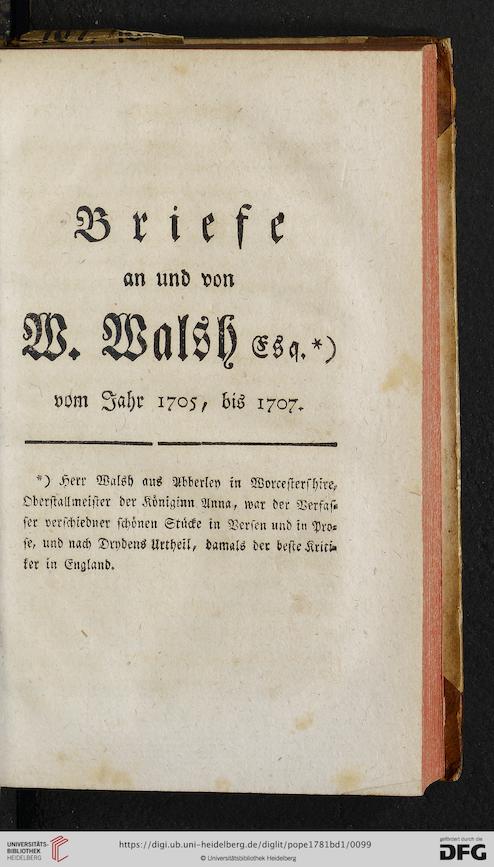 Briefe
an und von
W. Walsh Esq.*)
vom Jahr 1705, bis 1707.
*) Herr Walsh aus Abberley in Worcestershire,
Oberstallmeister der Königinn Anna, war der Verfas-
ser verschiedner schönen Stücke in Versen und in Pro-
se, und nach Drydens Urtheil, damals der beste Kriti-
ker in England.
UNIVERSITÄTS-
BIBLIOTHEK
HEIDELBERG
https://digi.ub.uni-heidelberg.de/diglit/pope1781bd1/0099
© Universitätsbibliothek Heidelberg
gefördert durch die
DFG